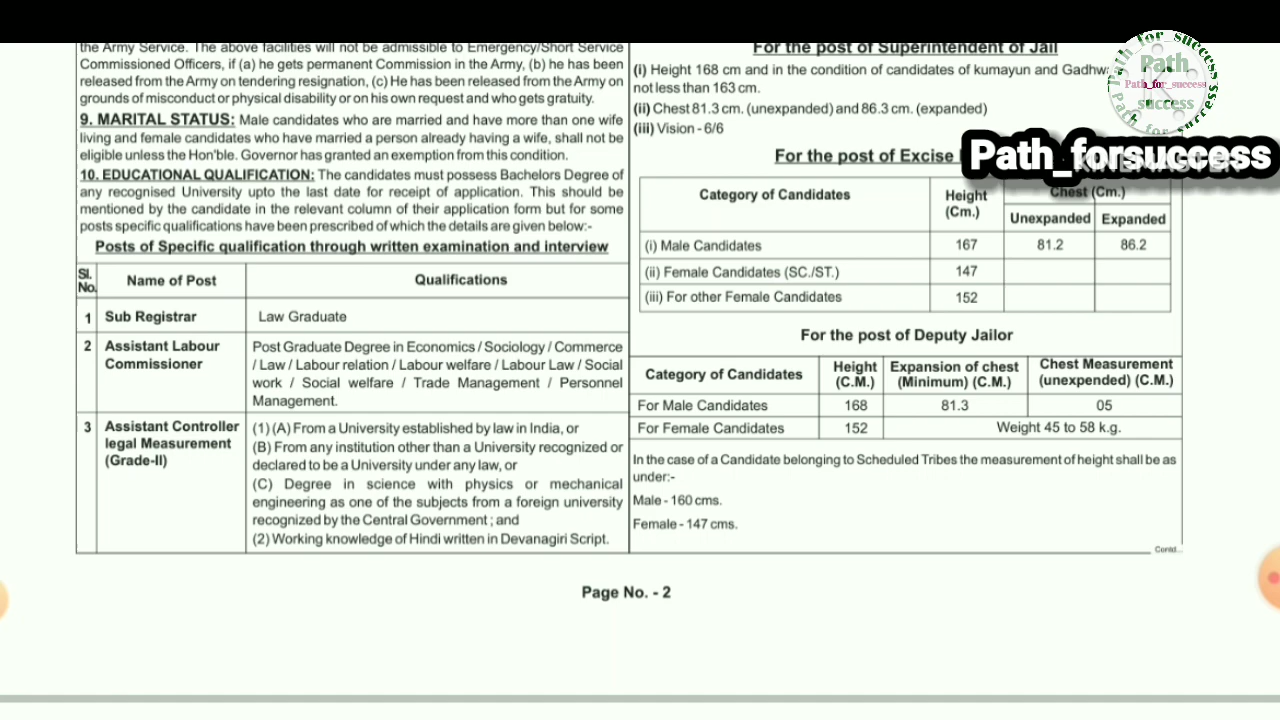 the Army Service. The above facilities will not be admissible to Emergency/Short Service
Commissioned Officers, if (a) he gets permanent Commission in the Army, (b) he has been
released from the Army on tendering resignation, (c) He has been released from the Army on
grounds of misconduct or physical disability or on his own request and who gets gratuity.
9. MARITAL STATUS: Male candidates who are married and have more than one wife
living and female candidates who have married a person already having a wife, shall not be
eligible unless the Hon'ble. Governor has granted an exemption from this condition.
10. EDUCATIONAL QUALIFICATION: The candidates must possess Bachelors Degree of
any recognised University upto the last date for receipt of application. This should be
mentioned by the candidate in the relevant column of their application form but for some
posts specific qualifications have been prescribed of which the details are given below:-
Posts of Specific qualification through written examination and interview
Sl. No. Name of Post Qualifications
1 Sub Registrar Law Graduate
2 Assistant Labour Commissioner
Post Graduate Degree in Economics / Sociology / Commerce
/ Law / Labour relation / Labour welfare / Labour Law / Social
work / Social welfare / Trade Management / Personnel
Management.
3 Assistant Controller legal Measurement (Grade-II)
(1) (A) From a University established by law in India, or
(B) From any institution other than a University recognized or
declared to be a University under any law, or
(C) Degree in science with physics or mechanical
engineering as one of the subjects from a foreign university
recognized by the Central Government ; and
(2) Working knowledge of Hindi written in Devanagiri Script.
For the post of Superintendent of Jail
(i) Height 168 cm and in the condition of candidates of kumayun and
not less than 163 cm.
(ii) Chest 81.3 cm. (unexpanded) and 86.3 cm. (expanded)
(iii) Vision - 6/6
For the post of Excise
Category of Candidates Height (Cm.) Chest (Cm.)
Unexpanded Expanded
(i) Male Candidates 167 81.2 86.2
(ii) Female Candidates (SC./ST.) 147
(iii) For other Female Candidates 152
For the post of Deputy Jailor
Category of Candidates Height (C.M.) Expansion of chest (Minimum) (C.M.) Chest Measurement (unexpended) (C.M.)
For Male Candidates 168 81.3 05
For Female Candidates 152 Weight 45 to 58 k.g.
In the case of a Candidate belonging to Scheduled Tribes the measurement of height shall be as
under:-
Male - 160 cms.
Female - 147 cms.
Contd...
Page No. - 2
Path_for_success
Path
Path_for_success
success
Path_forsuccess
KINEMASTER